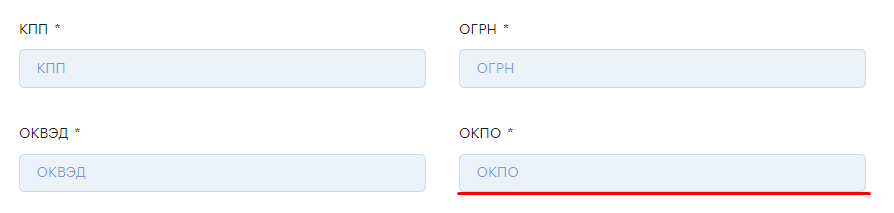 КПП * ОГРН *
КПП ОГРН
ОКВЭД * ОКПО *
ОКВЭД ОКПО